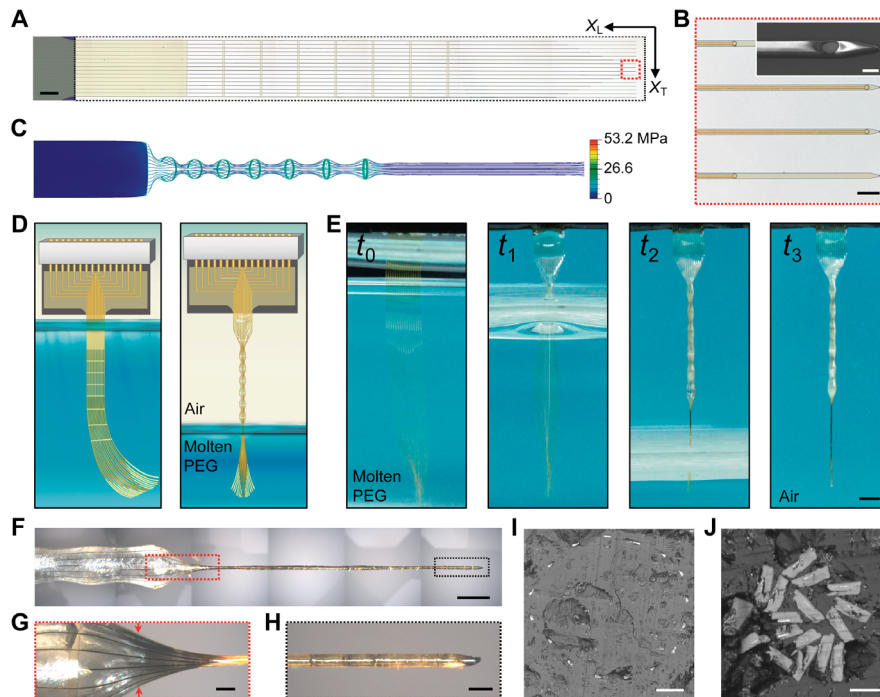 A
X_L
X_T
B
C
53.2 MPa
26.6
0
D
Air
Molten
PEG
E
t_0
t_1
t_2
t_3
Molten
PEG
Air
F
G
H
I
J